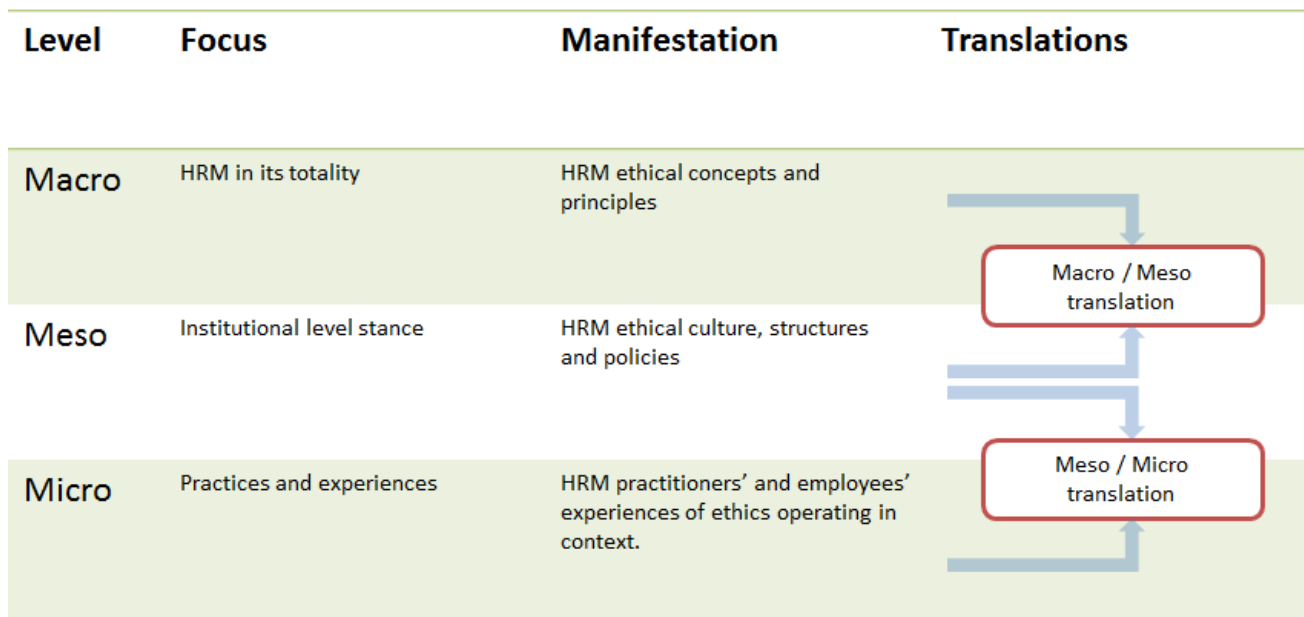 Level Focus Manifestation Translations
Macro HRM in its totality HRM ethical concepts and
principles
Macro / Meso
translation
Meso Institutional level stance HRM ethical culture, structures
and policies
Meso / Micro
translation
Micro Practices and experiences HRM practitioners’ and employees’
experiences of ethics operating in
context.